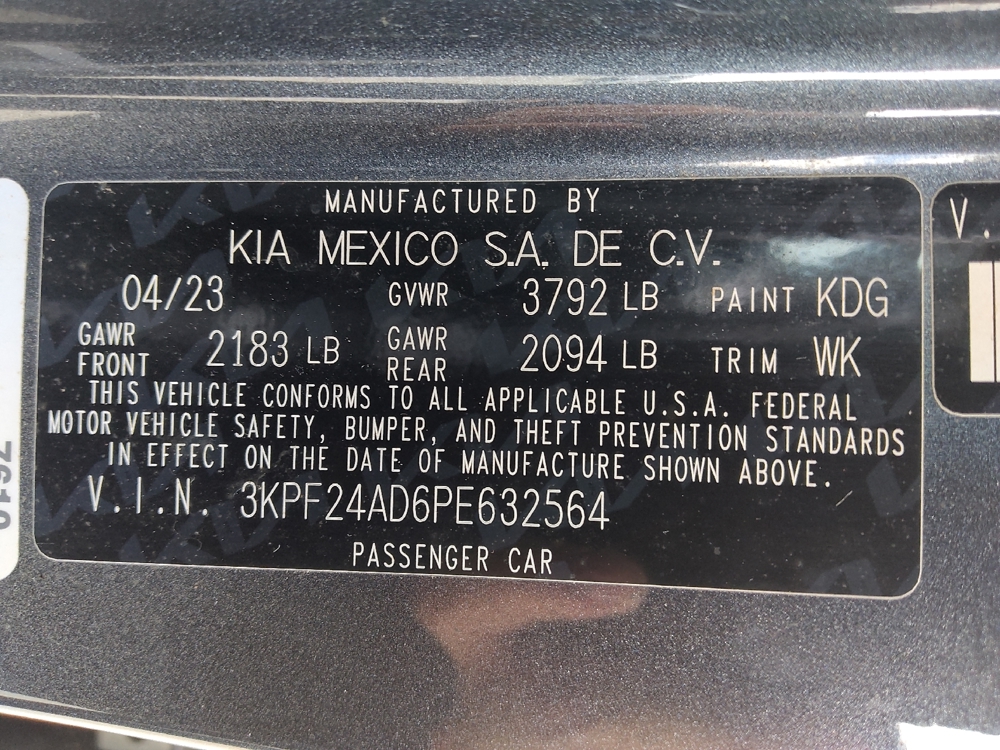 MANUFACTURED BY
KIA MEXICO S.A. DE C.V.
04/23 GVWR 3792 LB PAINT KDG
GAWR FRONT 2183 LB GAWR REAR 2094 LB TRIM WK
THIS VEHICLE CONFORMS TO ALL APPLICABLE U.S.A. FEDERAL
MOTOR VEHICLE SAFETY, BUMPER, AND THEFT PREVENTION STANDARDS
IN EFFECT ON THE DATE OF MANUFACTURE SHOWN ABOVE.
V.I.N. 3KPF24AD6PE632564
PASSENGER CAR
V.